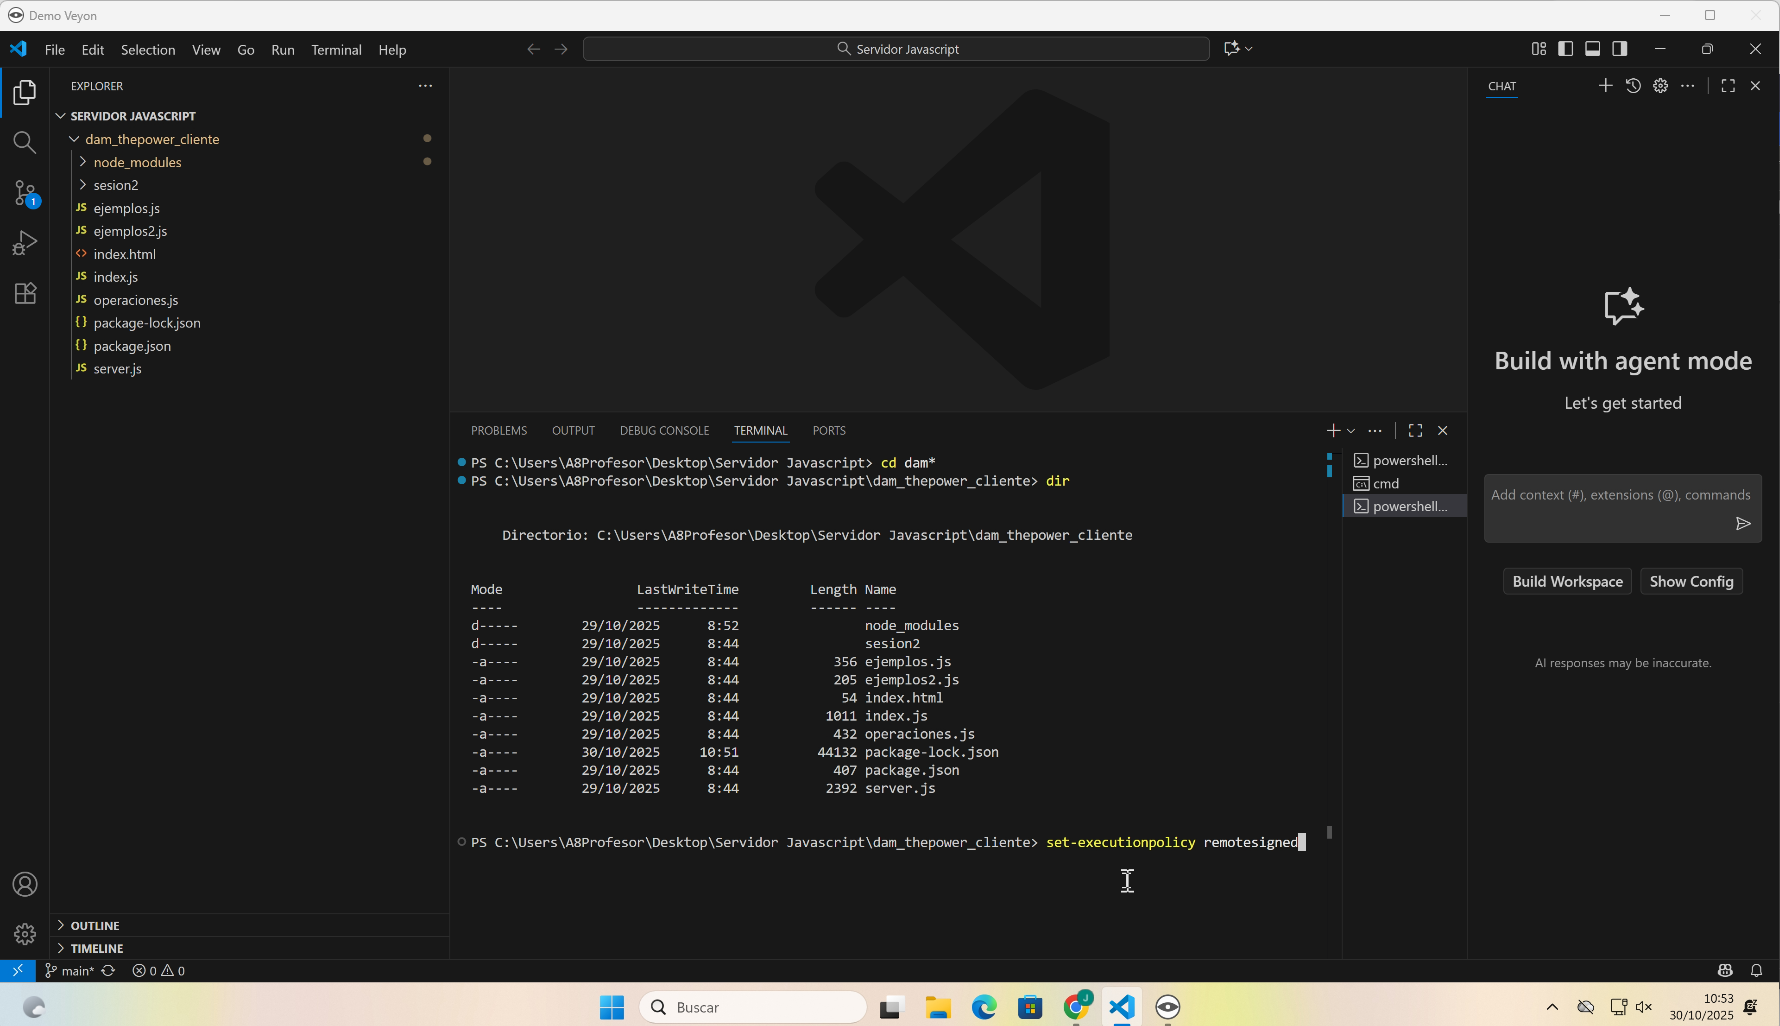 Demo Veyon
File Edit Selection View Go Run Terminal Help
Servidor Javascript
EXPLORER
SERVIDOR JAVASCRIPT
dam_thepower_cliente
node_modules
sesion2
JS ejemplos.js
JS ejemplos2.js
<> index.html
JS index.js
JS operaciones.js
{} package-lock.json
{} package.json
JS server.js
OUTLINE
TIMELINE
PROBLEMS OUTPUT DEBUG CONSOLE TERMINAL PORTS
PS C:\Users\A8Profesor\Desktop\Servidor Javascript> cd dam*
PS C:\Users\A8Profesor\Desktop\Servidor Javascript\dam_thepower_cliente> dir
Directorio: C:\Users\A8Profesor\Desktop\Servidor Javascript\dam_thepower_cliente
Mode LastWriteTime Length Name
---- ------------- ------ ----
d----- 29/10/2025 8:52 node_modules
d----- 29/10/2025 8:44 sesion2
-a---- 29/10/2025 8:44 356 ejemplos.js
-a---- 29/10/2025 8:44 205 ejemplos2.js
-a---- 29/10/2025 8:44 54 index.html
-a---- 29/10/2025 8:44 1011 index.js
-a---- 29/10/2025 8:44 432 operaciones.js
-a---- 30/10/2025 10:51 44132 package-lock.json
-a---- 29/10/2025 8:44 407 package.json
-a---- 29/10/2025 8:44 2392 server.js
PS C:\Users\A8Profesor\Desktop\Servidor Javascript\dam_thepower_cliente> set-executionpolicy remotesigned
powershell...
cmd
powershell...
CHAT
Build with agent mode
Let's get started
Add context (#), extensions (@), commands
Build Workspace Show Config
AI responses may be inaccurate.
1
main* 0 0
Buscar
J
10:53
30/10/2025